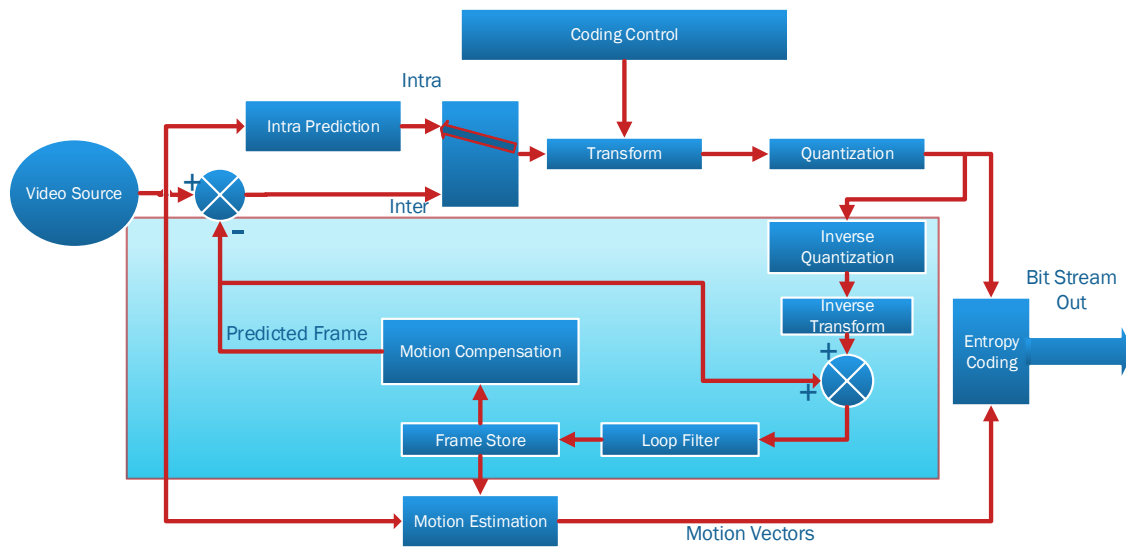 Coding Control
Intra
Intra Prediction
Transform
Quantization
Video Source
+
Inter
-
Inverse
Quantization
Bit Stream
Out
Inverse
Transform
Predicted Frame
Motion Compensation
+
+
Entropy
Coding
Frame Store
Loop Filter
Motion Estimation
Motion Vectors